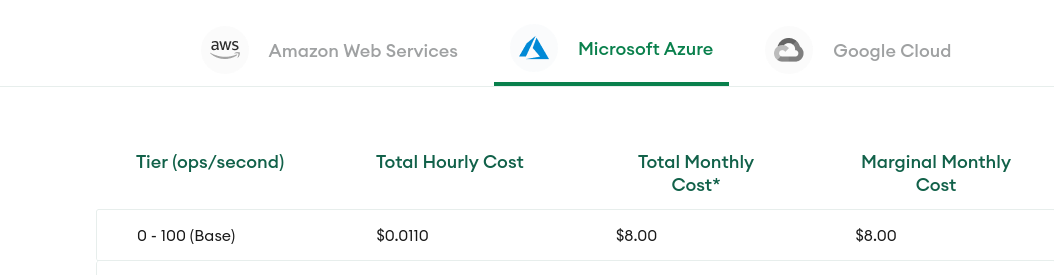 aws Amazon Web Services Microsoft Azure Google Cloud
Tier (ops/second) Total Hourly Cost Total Monthly Cost* Marginal Monthly Cost
0 - 100 (Base) $0.0110 $8.00 $8.00